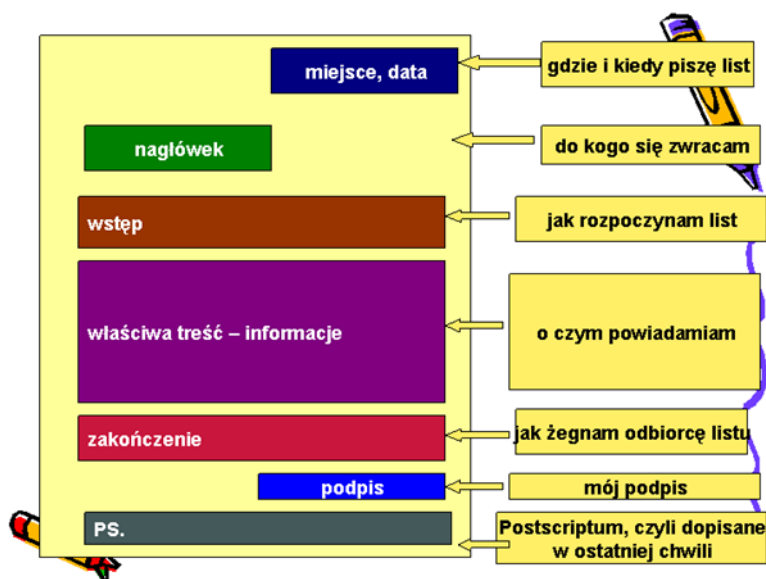 miejsce, data
gdzie i kiedy piszę list
nagłówek
do kogo się zwracam
wstęp
jak rozpoczynam list
właściwa treść – informacje
o czym powiadamiam
zakończenie
jak żegnam odbiorcę listu
podpis
mój podpis
PS.
Postscriptum, czyli dopisane
w ostatniej chwili